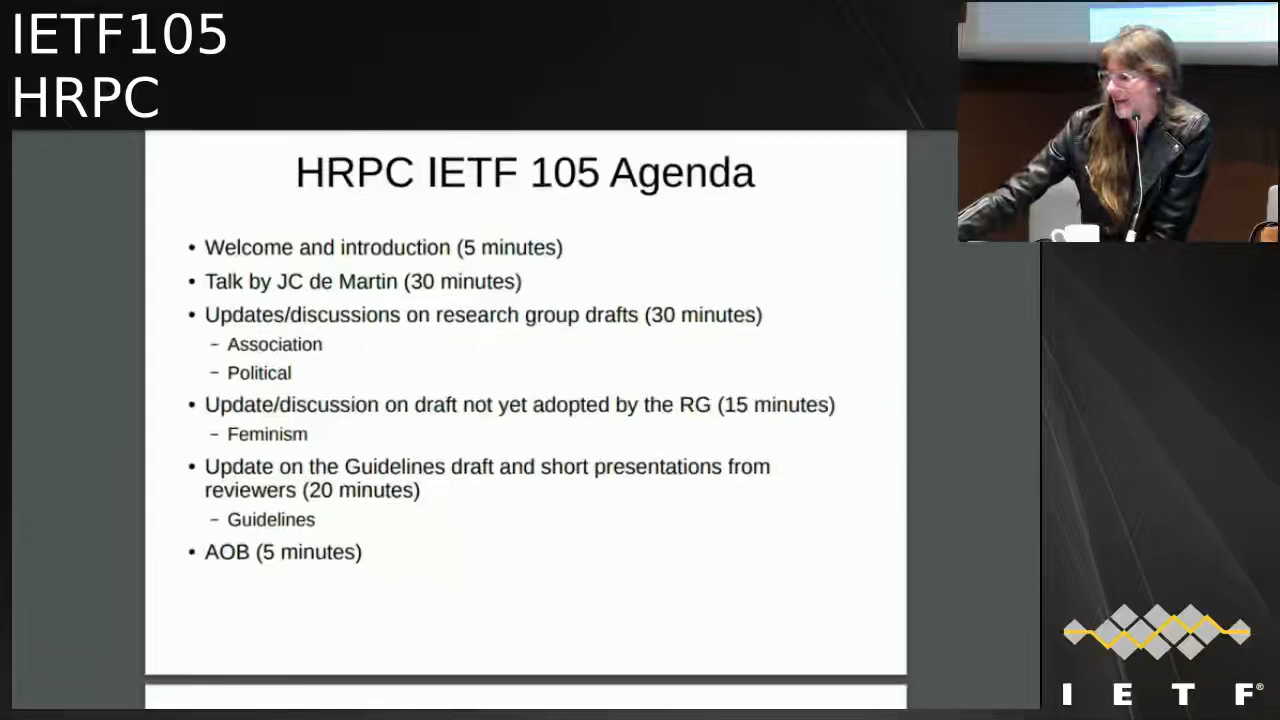 IETF105
HRPC
HRPC IETF 105 Agenda
• Welcome and introduction (5 minutes)
• Talk by JC de Martin (30 minutes)
• Updates/discussions on research group drafts (30 minutes)
– Association
– Political
• Update/discussion on draft not yet adopted by the RG (15 minutes)
– Feminism
• Update on the Guidelines draft and short presentations from
reviewers (20 minutes)
– Guidelines
• AOB (5 minutes)
I E T F®